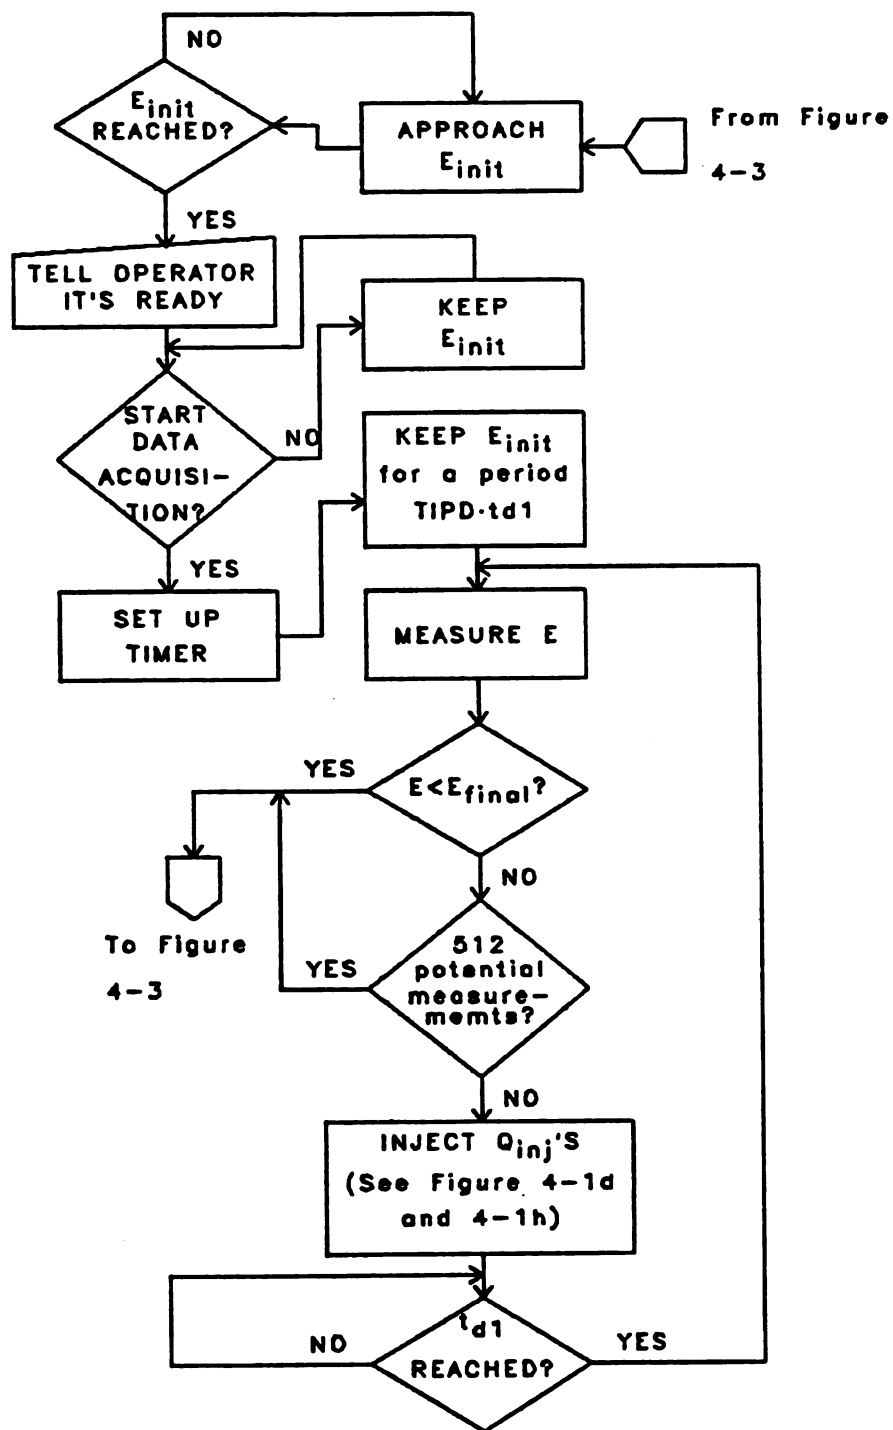 NO
E_init
REACHED?
APPROACH
E_init
From Figure
4-3
YES
TELL OPERATOR
IT'S READY
KEEP
E_init
START
DATA
ACQUISI-
TION?
NO
KEEP E_init
for a period
TIPD·td1
YES
SET UP
TIMER
MEASURE E
YES
E<E_final?
NO
To Figure
4-3
YES
512
potential
measure-
memts?
NO
INJECT Q_inj'S
(See Figure 4-1d
and 4-1h)
t_d1
REACHED?
NO
YES